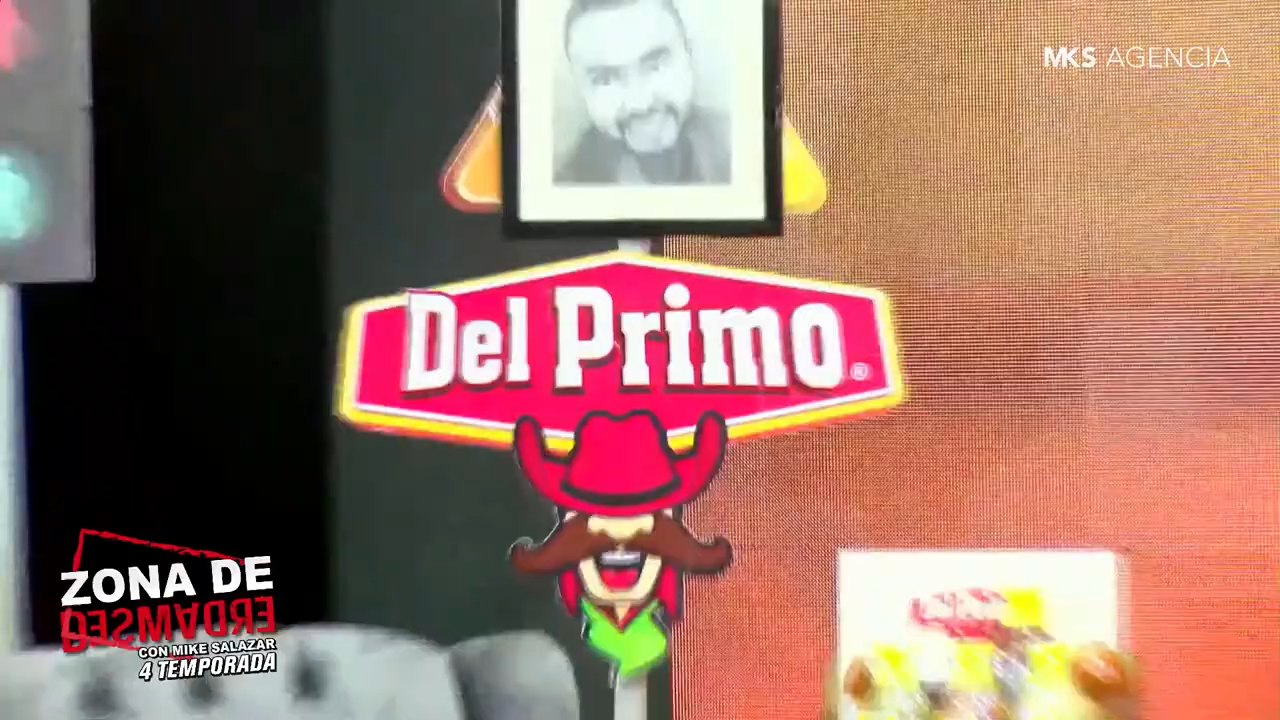 MKS AGENCIA
Del Primo®
ZONA DE
DESMADRE
CON MIKE SALAZAR
4 TEMPORADA